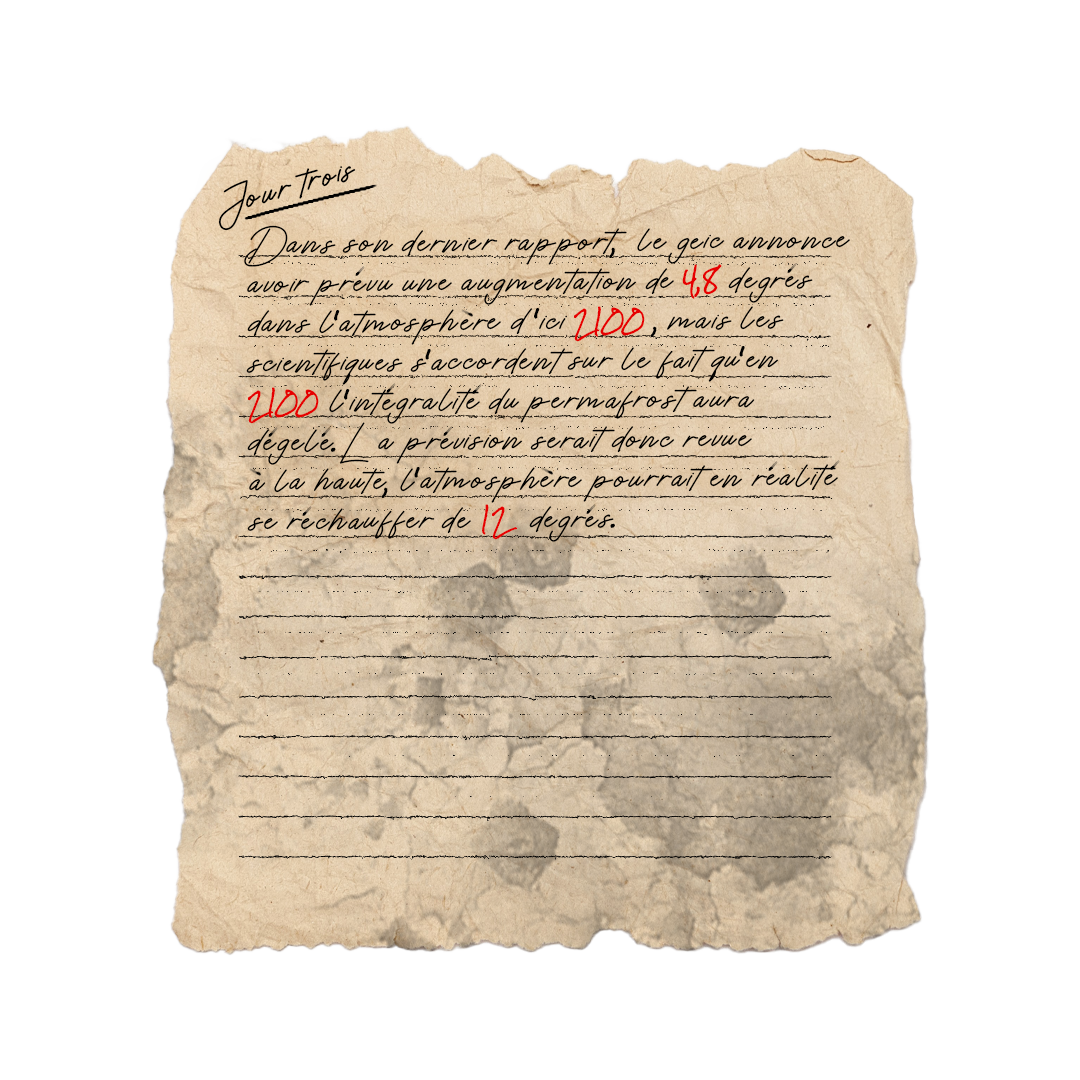 Jour trois
Dans son dernier rapport, le geic annonce
avoir prévu une augmentation de 4,8 degrés
dans l'atmosphère d'ici 2100, mais les
scientifiques s'accordent sur le fait qu'en
2100 l'intégralité du permafrost aura
dégelé. L a prévision serait donc revue
à la haute, l'atmosphère pourrait en réalité
se réchauffer de 12 degrés.